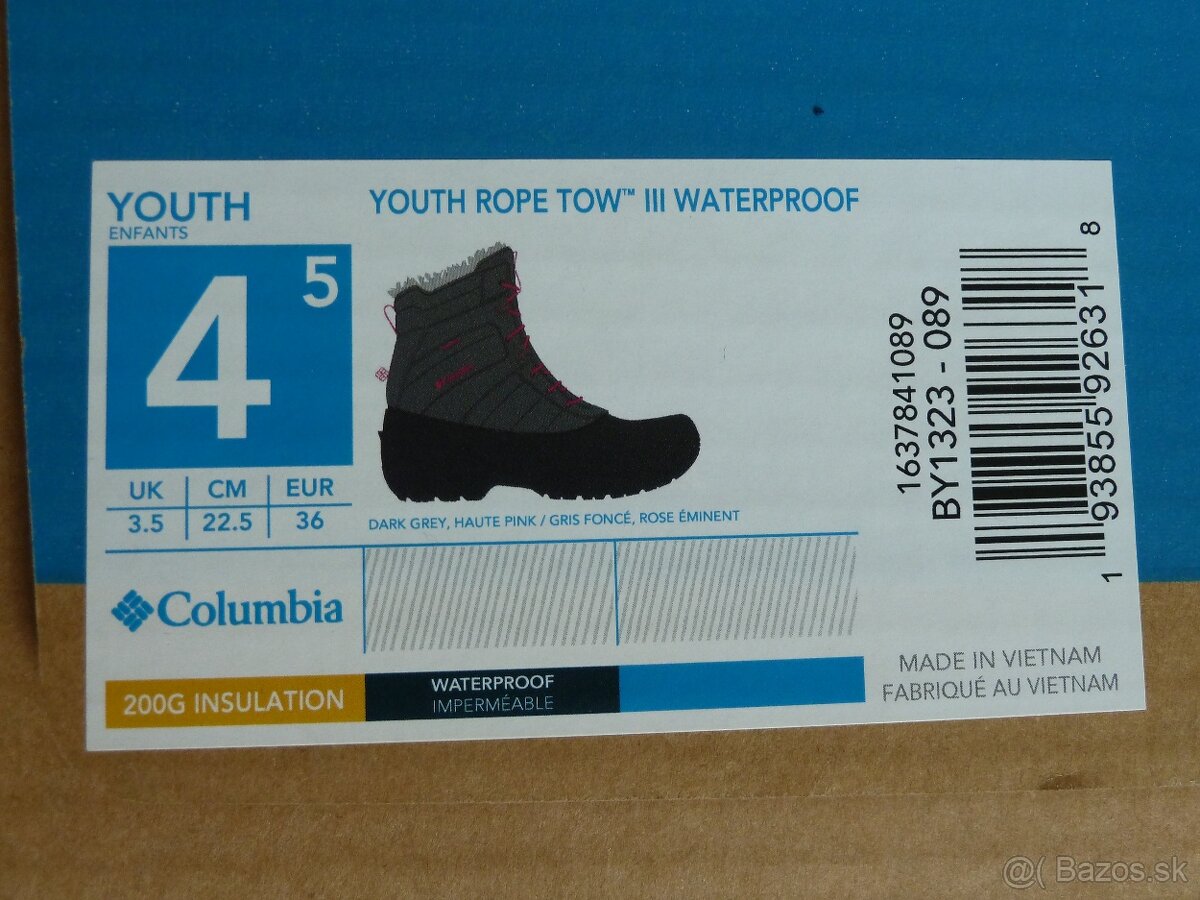 YOUTH
ENFANTS
4 5
UK CM EUR
3.5 22.5 36
YOUTH ROPE TOW™ III WATERPROOF
Columbia
DARK GREY, HAUTE PINK / GRIS FONCÉ, ROSE ÉMINENT
Columbia
200G INSULATION
WATERPROOF
IMPERMÉABLE
1637841089
BY1323 - 089
1 93855 92631 8
MADE IN VIETNAM
FABRIQUÉ AU VIETNAM
@( Bazos.sk